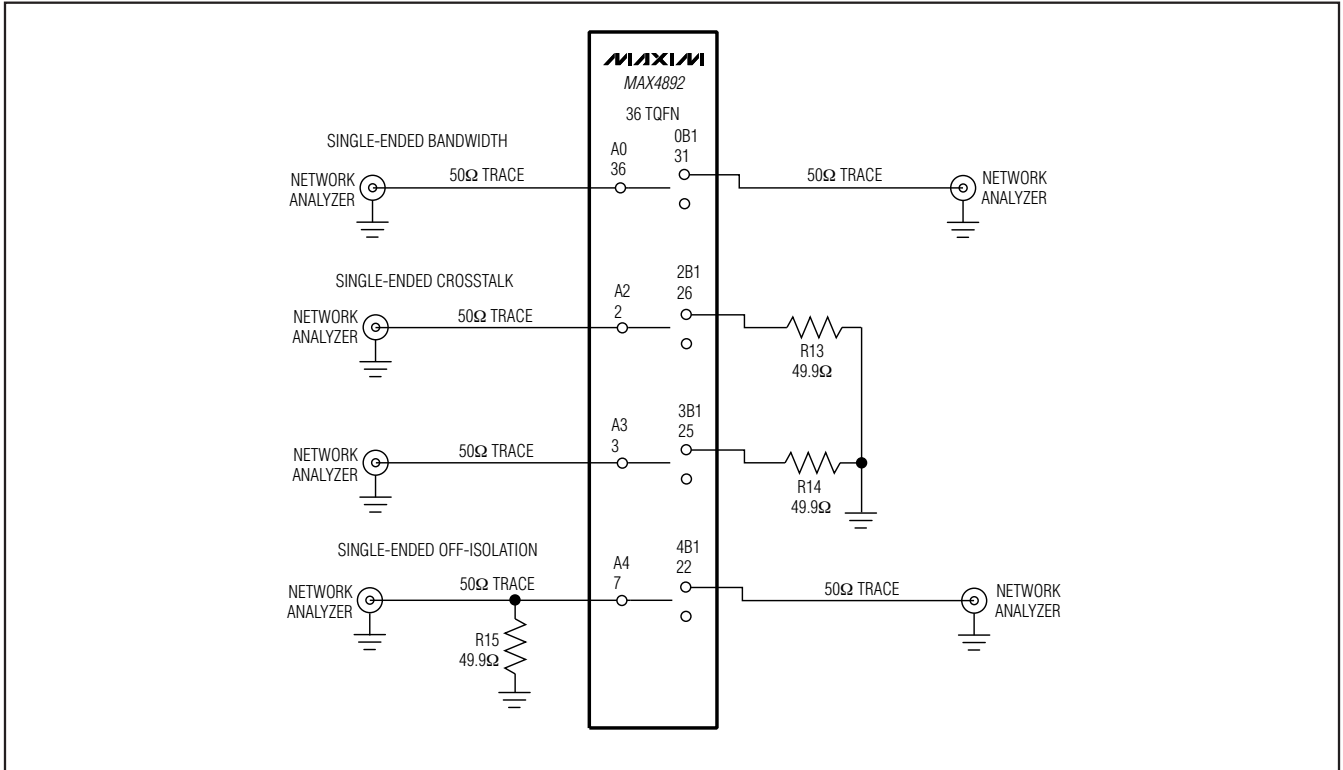 MAXIM
MAX4892
36 TQFN
SINGLE-ENDED BANDWIDTH
NETWORK
ANALYZER
50Ω TRACE
A0
36
0B1
31
50Ω TRACE
NETWORK
ANALYZER
SINGLE-ENDED CROSSTALK
NETWORK
ANALYZER
50Ω TRACE
A2
2
2B1
26
R13
49.9Ω
NETWORK
ANALYZER
50Ω TRACE
A3
3
3B1
25
R14
49.9Ω
SINGLE-ENDED OFF-ISOLATION
NETWORK
ANALYZER
50Ω TRACE
R15
49.9Ω
A4
7
4B1
22
50Ω TRACE
NETWORK
ANALYZER